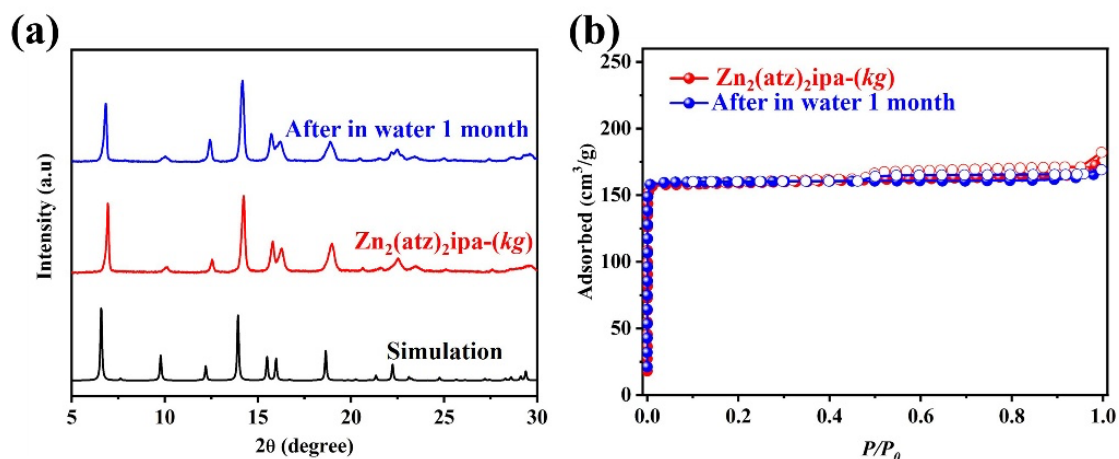 (a)
Intensity (a.u)
After in water 1 month
Zn₂(atz)₂ipa-(kg)
Simulation
5 10 15 20 25 30
2θ (degree)
(b)
Adsorbed (cm³/g)
250
200
150
100
50
0
Zn₂(atz)₂ipa-(kg)
After in water 1 month
0.0 0.2 0.4 0.6 0.8 1.0
P/P₀